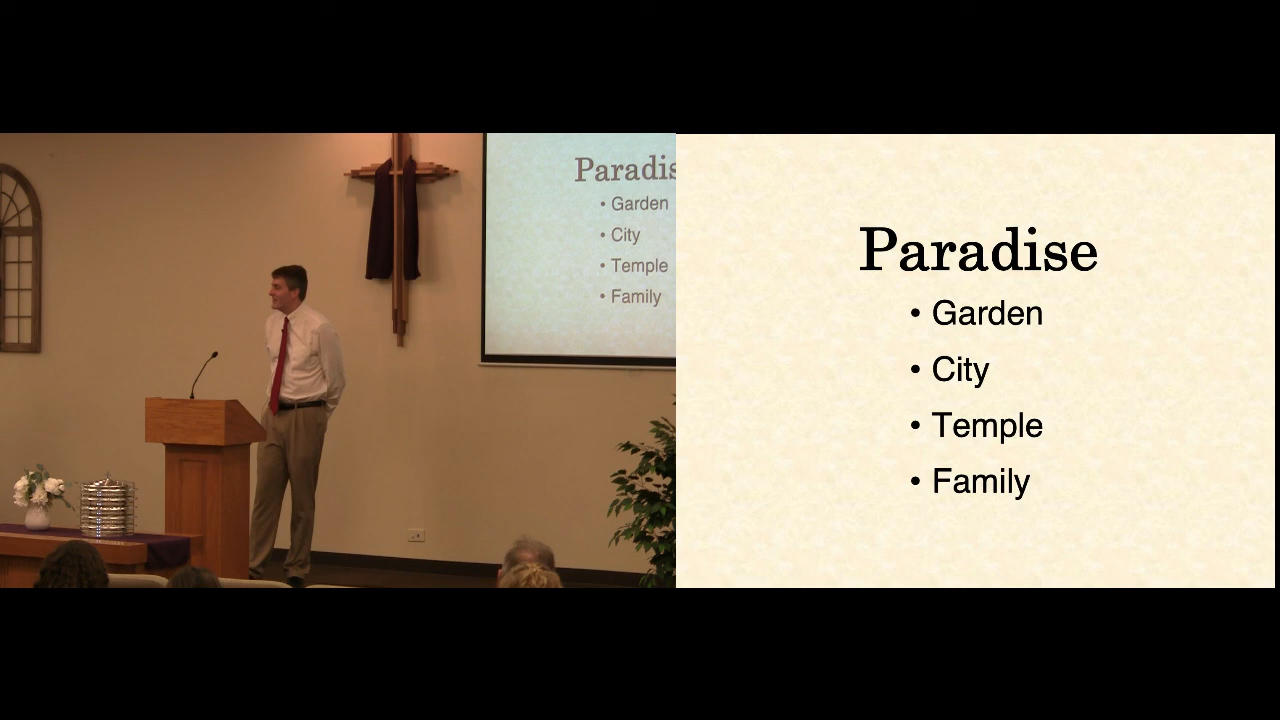 Paradis
• Garden
• City
• Temple
• Family
Paradise
• Garden
• City
• Temple
• Family